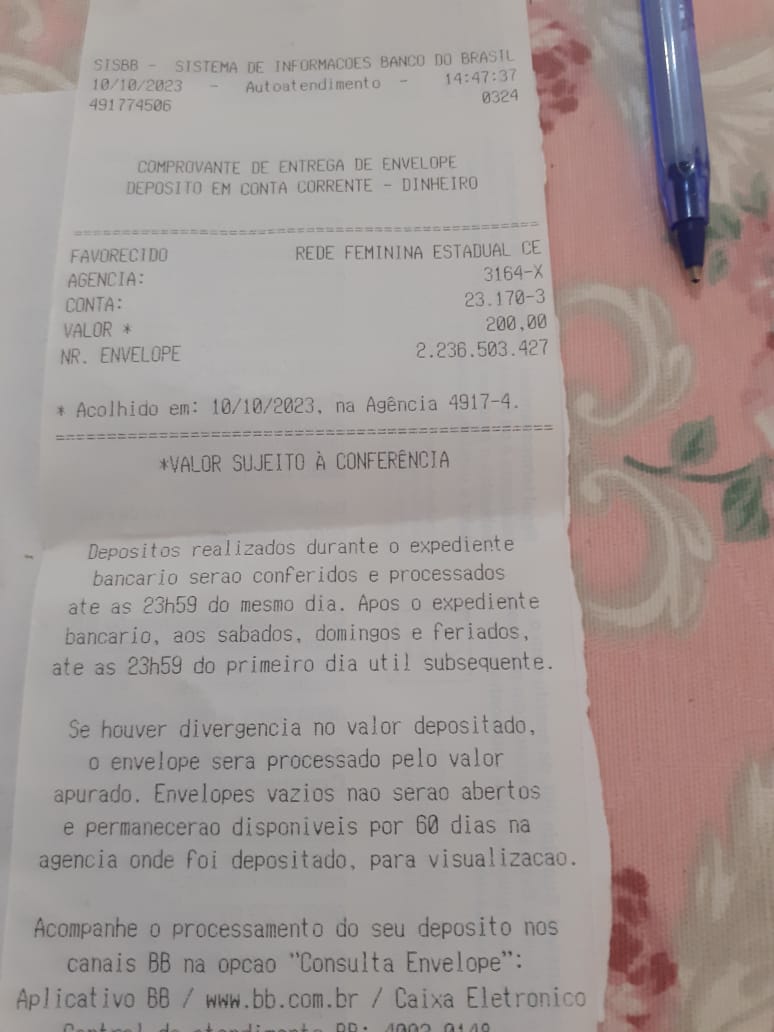 SISBB - SISTEMA DE INFORMACOES BANCO DO BRASIL
10/10/2023 - Autoatendimento - 14:47:37
491774506 0324
COMPROVANTE DE ENTREGA DE ENVELOPE
DEPOSITO EM CONTA CORRENTE - DINHEIRO
================================================
FAVORECIDO REDE FEMININA ESTADUAL CE
AGENCIA: 3164-X
CONTA: 23.170-3
VALOR * 200,00
NR. ENVELOPE 2.236.503.427
* Acolhido em: 10/10/2023, na Agência 4917-4.
================================================
*VALOR SUJEITO À CONFERÊNCIA
Depositos realizados durante o expediente
bancario serao conferidos e processados
ate as 23h59 do mesmo dia. Apos o expediente
bancario, aos sabados, domingos e feriados,
ate as 23h59 do primeiro dia util subsequente.
Se houver divergencia no valor depositado,
o envelope sera processado pelo valor
apurado. Envelopes vazios nao serao abertos
e permanecerao disponiveis por 60 dias na
agencia onde foi depositado, para visualizacao.
Acompanhe o processamento do seu deposito nos
canais BB na opcao "Consulta Envelope":
Aplicativo BB / www.bb.com.br / Caixa Eletronico
Central de atendimento BB: 4002 0148